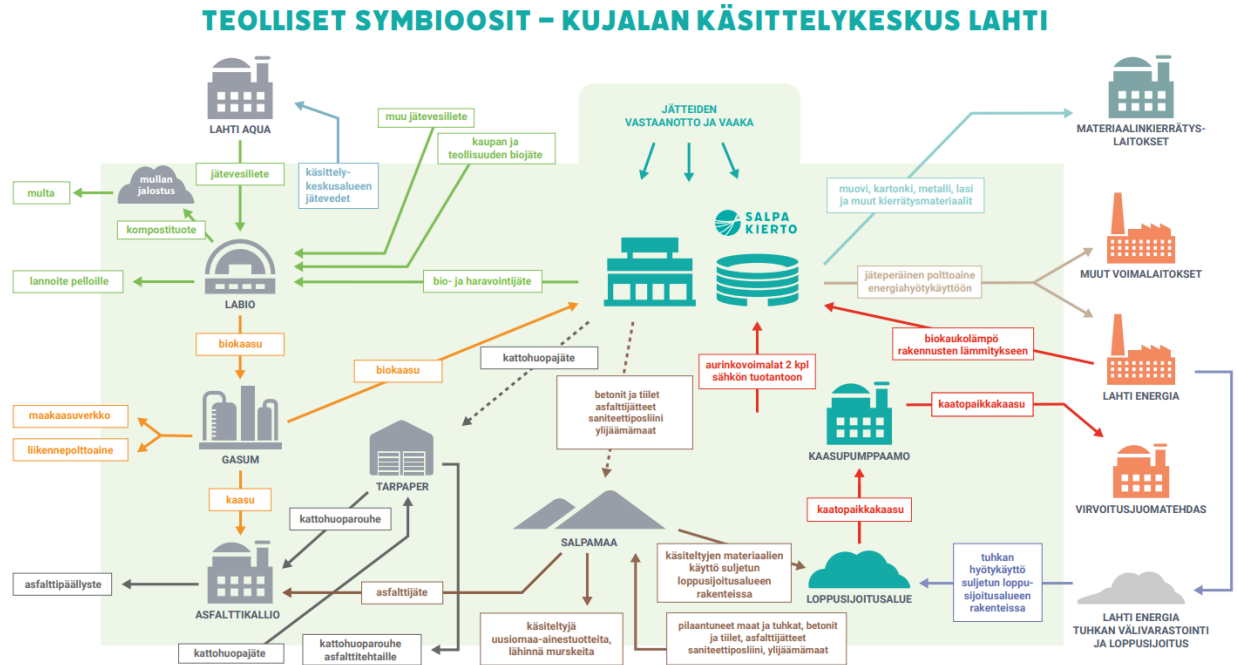 TEOLLISET SYMBIOOSIT – KUJALAN KÄSITTELYKESKUS LAHTI
JÄTTEIDEN
VASTAANOTTO JA VAAKA
LAHTI AQUA
muu jätevesiliete
kaupan ja
teollisuuden biojäte
MATERIAALINKIERRÄTYS-
LAITOKSET
jätevesiliete
käsittely-
keskusalueen
jätevedet
mullan
jalostus
multa
kompostituote
muovi, kartonki, metalli, lasi
ja muut kierrätysmateriaalit
SALPA
KIERTO
lannoite pelloille
LABIO
bio- ja haravointijäte
jäteperäinen polttoaine
energiahyötykäyttöön
MUUT VOIMALAITOKSET
biokaasu
biokaasu
kattohuopajäte
aurinkovoimalat 2 kpl
sähkön tuotantoon
biokaukolämpö
rakennusten lämmitykseen
LAHTI ENERGIA
betonit ja tiilet
asfalttijätteet
saniteettiposliini
ylijäämämaat
maakaasuverkko
liikennepolttoaine
GASUM
TARPAPER
KAASUPUMPPAAMO
kaatopaikkakaasu
VIRVOITUSJUOMATEHDAS
kaasu
kattohuoparouhe
SALPAMAA
kaatopaikkakaasu
asfalttipäällyste
ASFALTTIKALLIO
asfalttijäte
käsiteltyjen materiaalien
käyttö suljetun
loppusijoitusalueen
rakenteissa
LOPPUSIJOITUSALUE
tuhkan
hyötykäyttö
suljetun loppu-
sijoitusalueen
rakenteissa
LAHTI ENERGIA
TUHKAN VÄLIVARASTOINTI
JA LOPPUSIJOITUS
kattohuopajäte
kattohuoparouhe
asfalttitehtaille
käsiteltyjä
uusiomaa-ainestuotteita,
lähinnä murskeita
pilaantuneet maat ja tuhkat, betonit
ja tiilet, asfalttijätteet
saniteettiposliini, ylijäämämaat